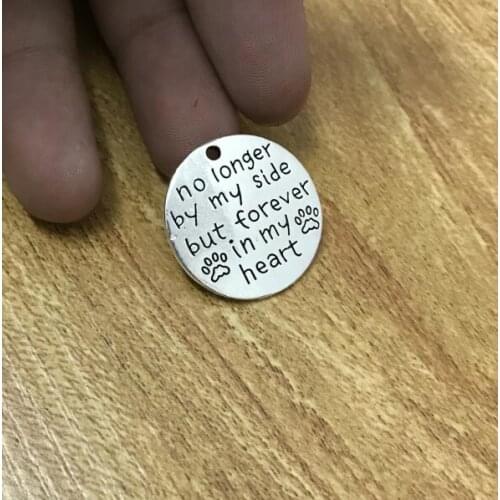 no longer
by my side
but forever
in my
heart